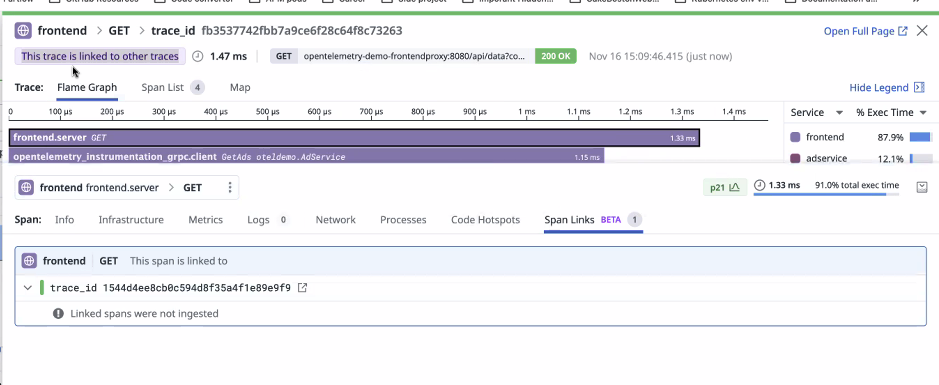 frontend > GET > trace_id fb3537742fbb7a9ce6f28c64f8c73263 Open Full Page
This trace is linked to other traces 1.47 ms GET opentelemetry-demo-frontendproxy:8080/api/data?co... 200 OK Nov 16 15:09:46.415 (just now)
Trace: Flame Graph Span List 4 Map Hide Legend
0 100 µs 200 µs 300 µs 400 µs 500 µs 600 µs 700 µs 800 µs 900 µs 1 ms 1.1 ms 1.2 ms 1.3 ms 1.4 ms Service % Exec Time
frontend.server GET 1.33 ms frontend 87.9%
opentelemetry_instrumentation_grpc.client GetAds oteldemo.AdService 1.15 ms adservice 12.1%
frontend frontend.server > GET p21 1.33 ms 91.0% total exec time
Span: Info Infrastructure Metrics Logs 0 Network Processes Code Hotspots Span Links BETA 1
frontend GET This span is linked to
trace_id 1544d4ee8cb0c594d8f35a4f1e89e9f9
Linked spans were not ingested